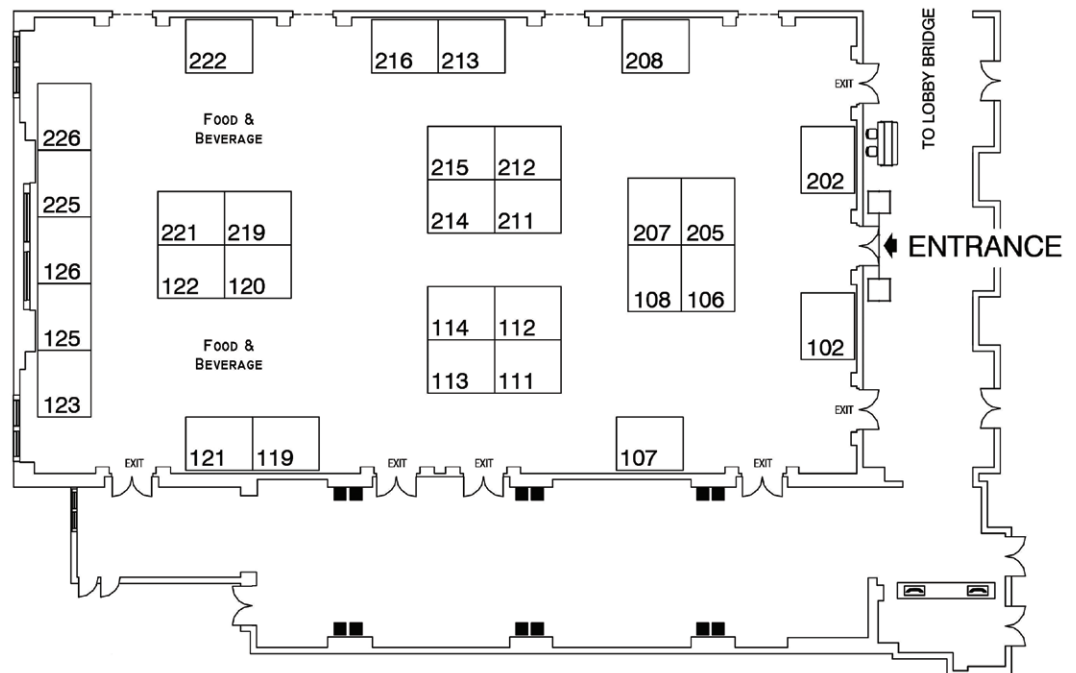 222
216
213
208
EXIT
TO LOBBY BRIDGE
226
FOOD &
BEVERAGE
215
212
202
225
214
211
221
219
207
205
ENTRANCE
126
122
120
108
106
125
114
112
102
FOOD &
BEVERAGE
123
113
111
EXIT
121
119
107
EXIT
EXIT
EXIT
EXIT